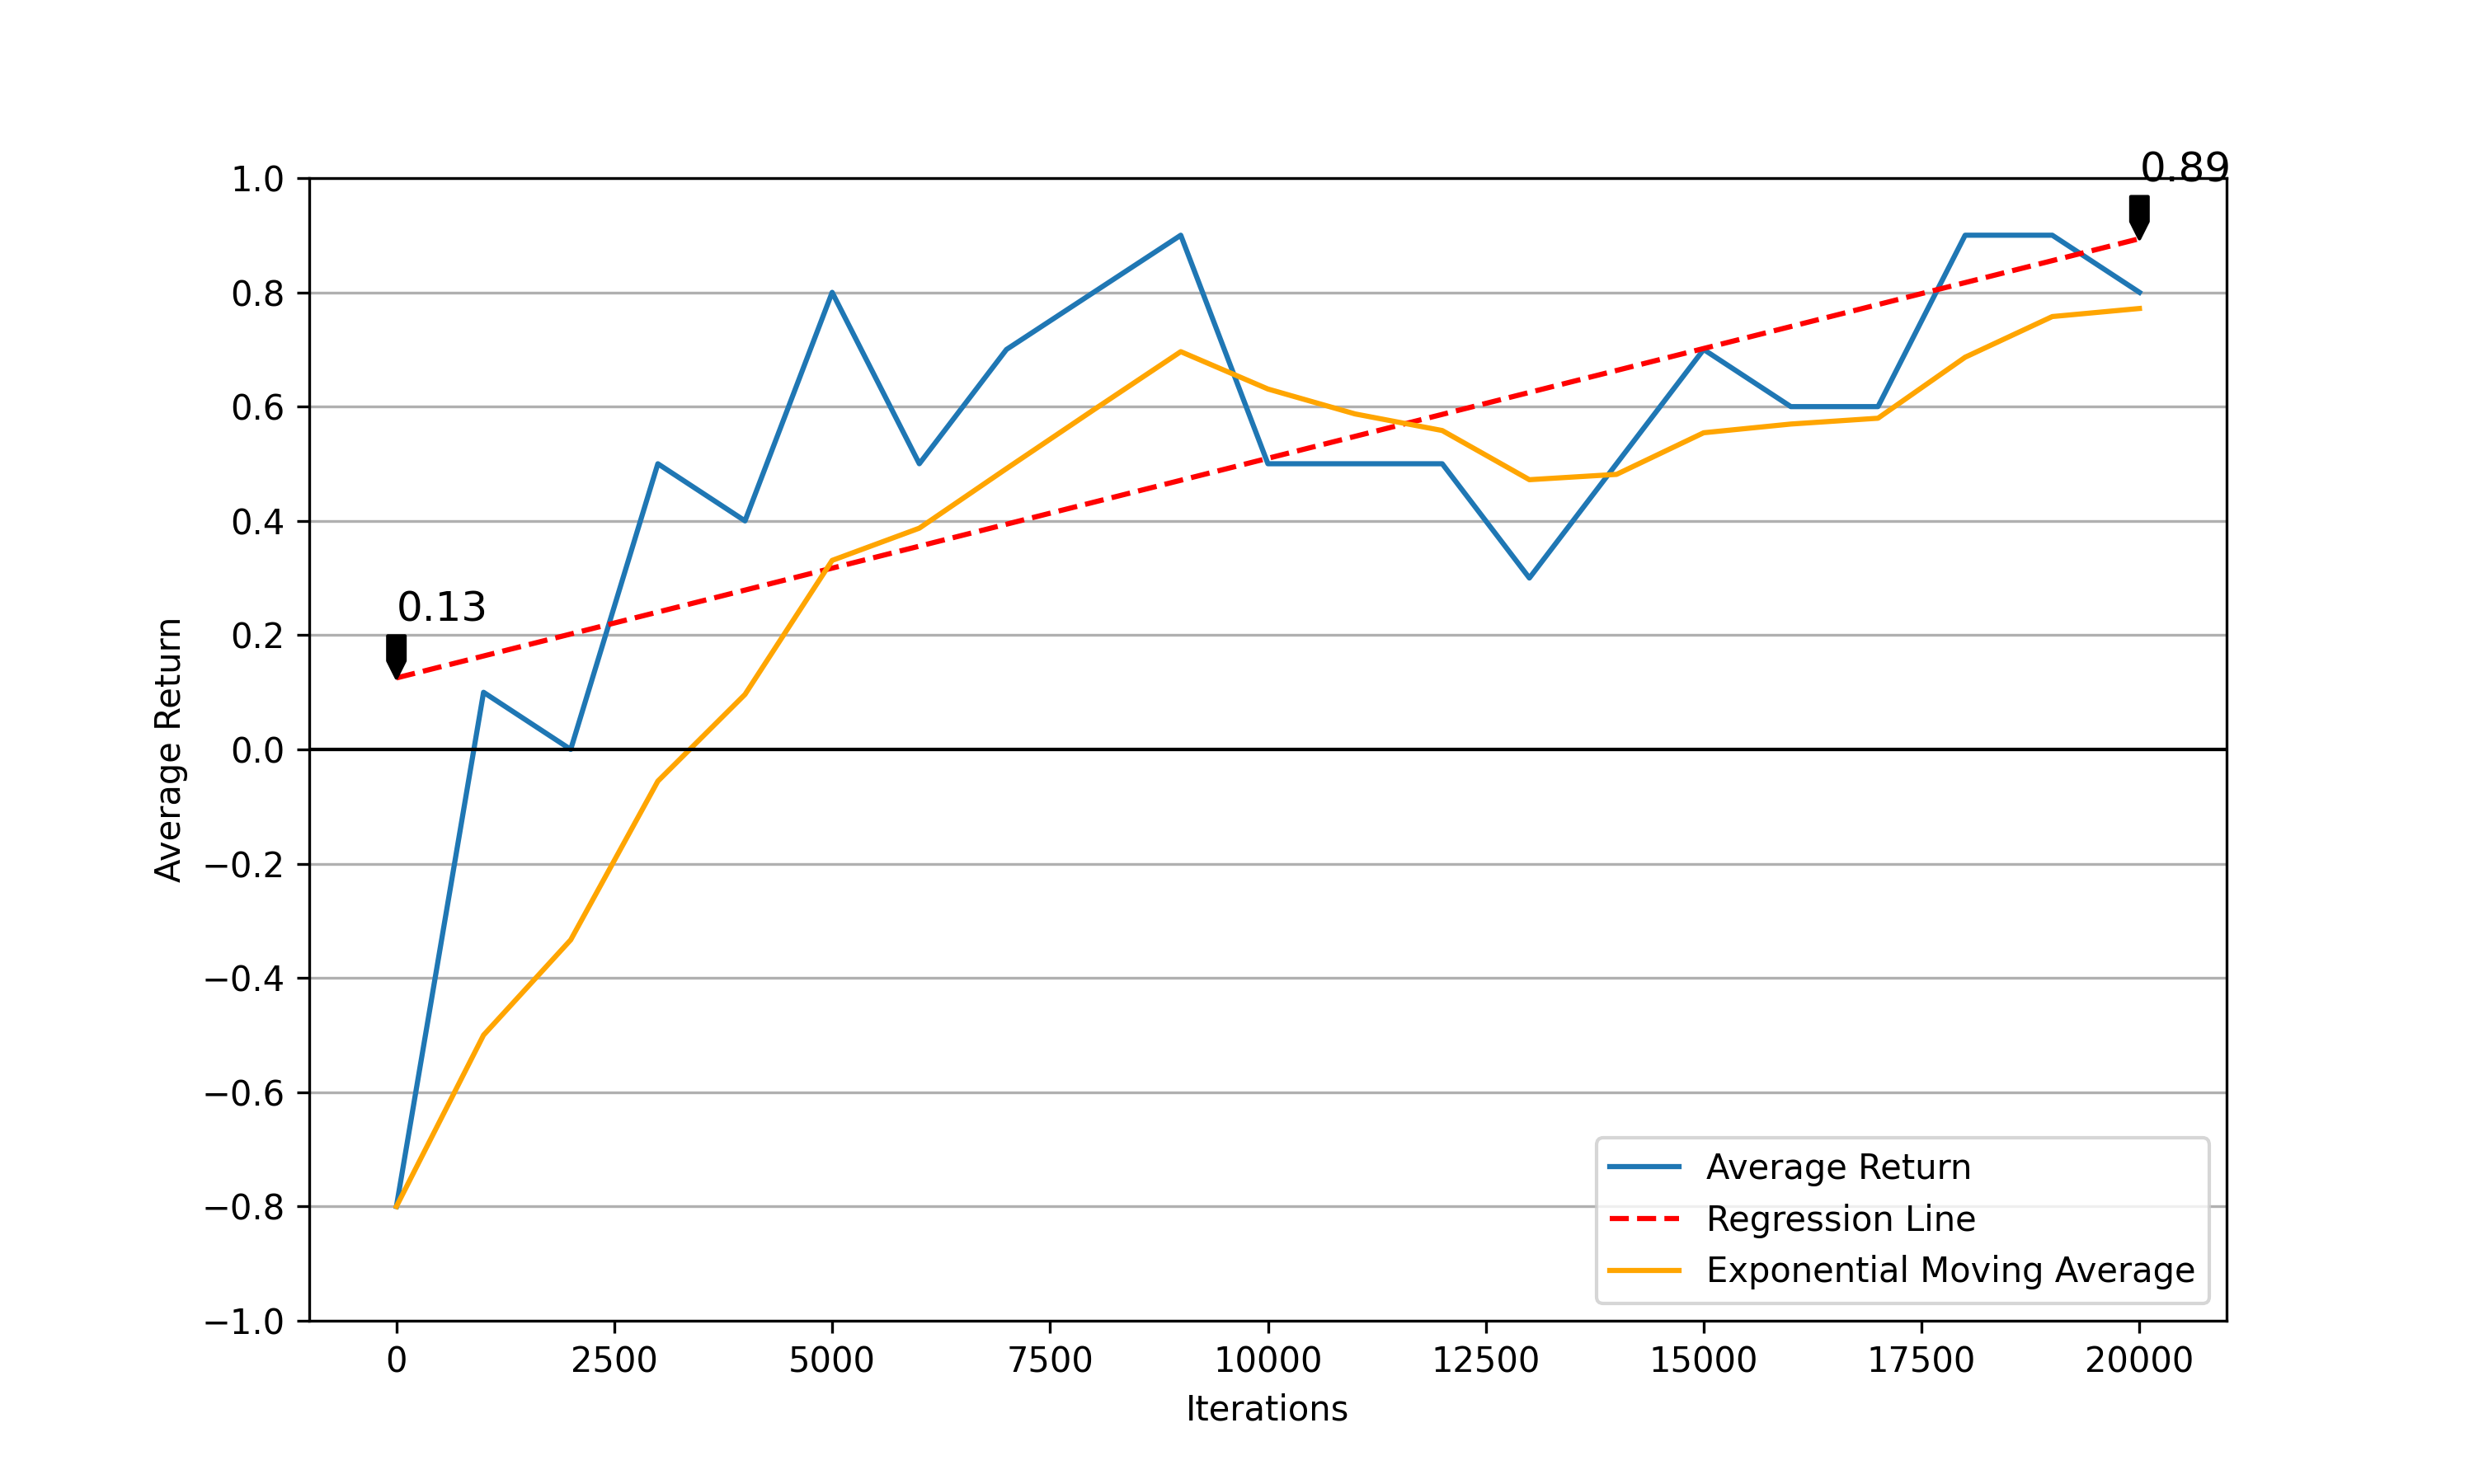 0.89
1.0
0.8
0.6
0.4
0.13
0.2
0.0
−0.2
−0.4
−0.6
−0.8
−1.0
Average Return
Average Return
Regression Line
Exponential Moving Average
0 2500 5000 7500 10000 12500 15000 17500 20000
Iterations